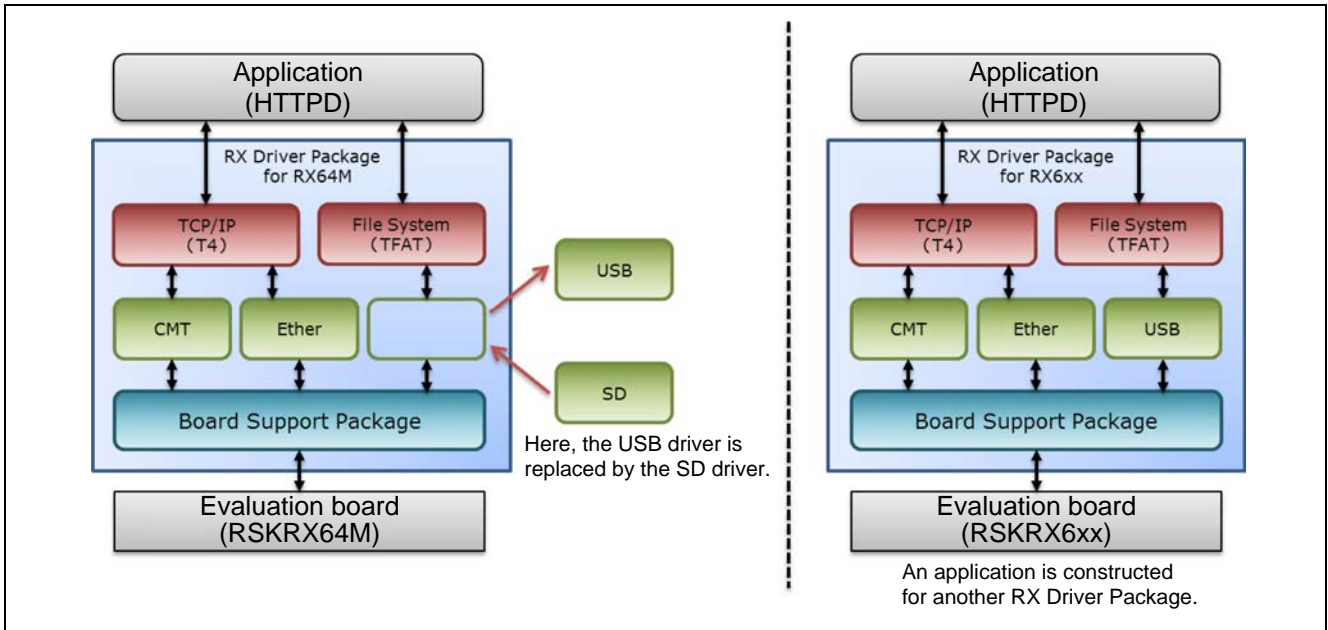 Application
(HTTPD)
RX Driver Package
for RX64M
TCP/IP
(T4)
File System
(TFAT)
USB
CMT
Ether
SD
Board Support Package
Here, the USB driver is
replaced by the SD driver.
Evaluation board
(RSKRX64M)
Application
(HTTPD)
RX Driver Package
for RX6xx
TCP/IP
(T4)
File System
(TFAT)
CMT
Ether
USB
Board Support Package
Evaluation board
(RSKRX6xx)
An application is constructed
for another RX Driver Package.